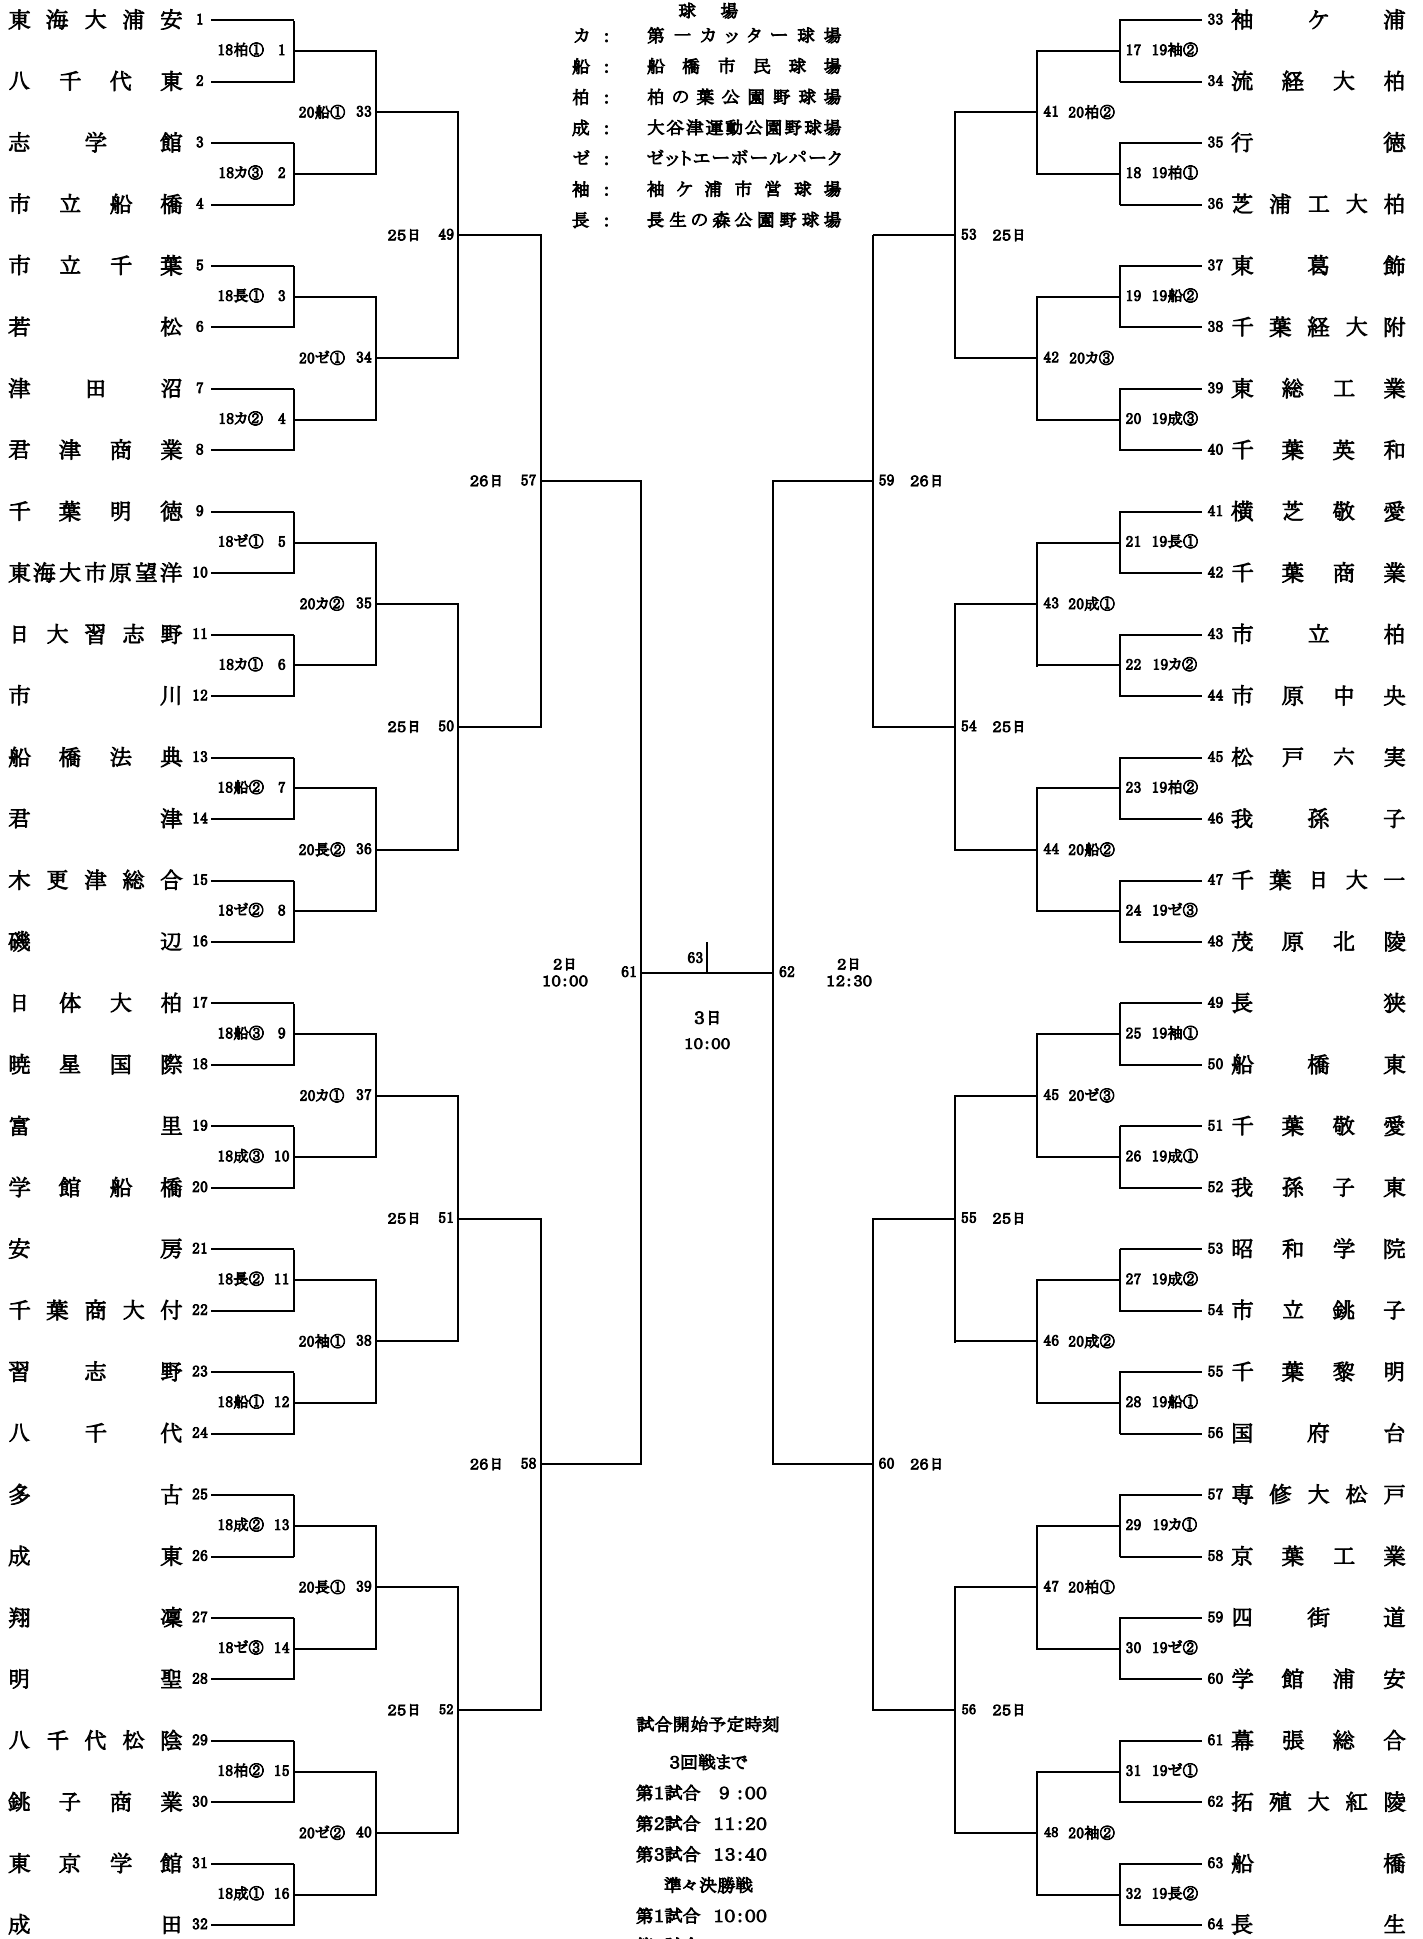 球場
カ： 第一カッター球場
船： 船橋市民球場
柏： 柏の葉公園野球場
成： 大谷津運動公園野球場
ゼ： ゼットエーボールパーク
袖： 袖ケ浦市営球場
長： 長生の森公園野球場
東海大浦安 1
18柏① 1
八千代東 2
20船① 33
志学館 3
18カ③ 2
市立船橋 4
25日 49
市立千葉 5
18長① 3
若松 6
20ゼ① 34
津田沼 7
18カ② 4
君津商業 8
26日 57
千葉明徳 9
18ゼ① 5
東海大市原望洋 10
20カ② 35
日大習志野 11
18カ① 6
市川 12
25日 50
船橋法典 13
18船② 7
君津 14
20長② 36
木更津総合 15
18ゼ② 8
磯辺 16
2日
10:00
61
日体大柏 17
18船③ 9
暁星国際 18
20カ① 37
富里 19
18成③ 10
学館船橋 20
25日 51
安房 21
18長② 11
千葉商大付 22
20袖① 38
習志野 23
18船① 12
八千代 24
26日 58
多古 25
18成② 13
成東 26
20長① 39
翔凜 27
18ゼ③ 14
明聖 28
25日 52
八千代松陰 29
18柏② 15
銚子商業 30
20ゼ② 40
東京学館 31
18成① 16
成田 32
63
3日
10:00
33 袖ケ浦
17 19袖②
34 流経大柏
41 20柏②
35 行徳
18 19柏①
36 芝浦工大柏
53 25日
37 東葛飾
19 19船②
38 千葉経大附
42 20カ③
39 東総工業
20 19成③
40 千葉英和
59 26日
41 横芝敬愛
21 19長①
42 千葉商業
43 20成①
43 市立柏
22 19カ②
44 市原中央
54 25日
45 松戸六実
23 19柏②
46 我孫子
44 20船②
47 千葉日大一
24 19ゼ③
48 茂原北陵
62
2日
12:30
49 長狭
25 19袖①
50 船橋東
45 20ゼ③
51 千葉敬愛
26 19成①
52 我孫子東
55 25日
53 昭和学院
27 19成②
54 市立銚子
46 20成②
55 千葉黎明
28 19船①
56 国府台
60 26日
57 専修大松戸
29 19カ①
58 京葉工業
47 20柏①
59 四街道
30 19ゼ②
60 学館浦安
56 25日
61 幕張総合
31 19ゼ①
62 拓殖大紅陵
48 20袖②
63 船橋
32 19長②
64 長生
試合開始予定時刻
3回戦まで
第1試合 9:00
第2試合 11:20
第3試合 13:40
準々決勝戦
第1試合 10:00